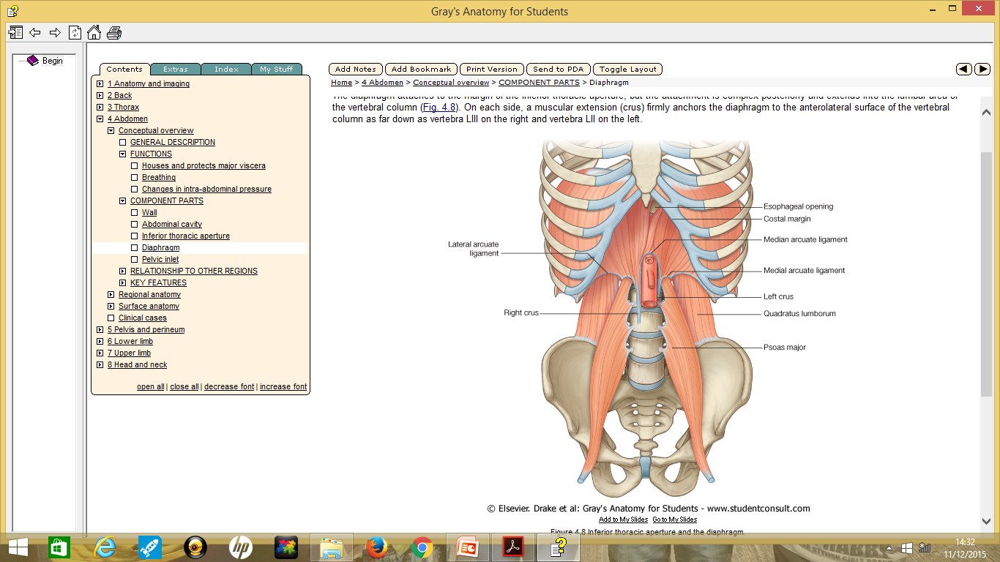 Gray's Anatomy for Students
Begin
Contents
Extras
Index
My Stuff
1 Anatomy and imaging
2 Back
3 Thorax
4 Abdomen
Conceptual overview
GENERAL DESCRIPTION
FUNCTIONS
Houses and protects major viscera
Breathing
Changes in intra-abdominal pressure
COMPONENT PARTS
Wall
Abdominal cavity
Inferior thoracic aperture
Diaphragm
Pelvic inlet
RELATIONSHIP TO OTHER REGIONS
KEY FEATURES
Regional anatomy
Surface anatomy
Clinical cases
5 Pelvis and perineum
6 Lower limb
7 Upper limb
8 Head and neck
open all | close all | decrease font | increase font
Add Notes
Add Bookmark
Print Version
Send to PDA
Toggle Layout
Home > 4 Abdomen > Conceptual overview > COMPONENT PARTS > Diaphragm
The diaphragm attaches to the margin of the inferior thoracic aperture, but the attachment is complex posteriorly and extends into the lumbar area of
the vertebral column (Fig. 4.8). On each side, a muscular extension (crus) firmly anchors the diaphragm to the anterolateral surface of the vertebral
column as far down as vertebra LIII on the right and vertebra LII on the left.
Esophageal opening
Costal margin
Median arcuate ligament
Lateral arcuate
ligament
Medial arcuate ligament
Left crus
Right crus
Quadratus lumborum
Psoas major
© Elsevier. Drake et al: Gray's Anatomy for Students - www.studentconsult.com
Add to My Slides Go to My Slides
Figure 4.8 Inferior thoracic aperture and the diaphragm.
hp
14:32
11/12/2015